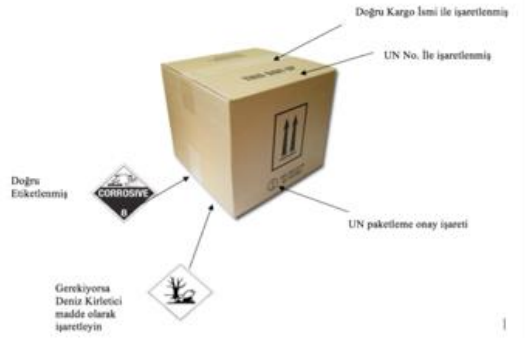 Doğru Kargo İsmi ile işaretlenmiş
UN No. İle işaretlenmiş
Doğru
Etiketlenmiş
CORROSIVE
8
UN paketleme onay işareti
Gerekiyorsa
Deniz Kirletici
madde olarak
işaretleyin